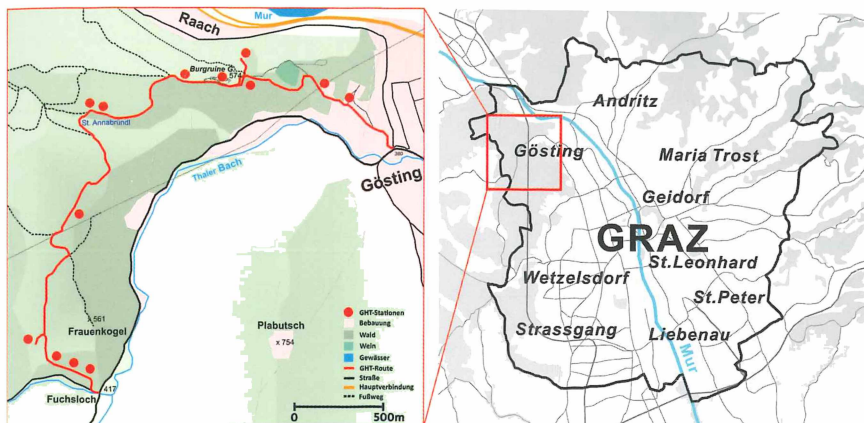 Raach
Mur
Burgruine G.
574
St. Annabründl
Thaler Bach
380
Gösting
561
Frauenkogel
Plabutsch
x 754
417
Fuchsloch
GHT-Stationen
Bebauung
Wald
Wein
Gewässer
GHT-Route
Straße
Hauptverbindung
Fußweg
0 500m
Andritz
Gösting
Maria Trost
Geidorf
GRAZ
St.Leonhard
Wetzelsdorf
St.Peter
Strassgang
Liebenau
Mur